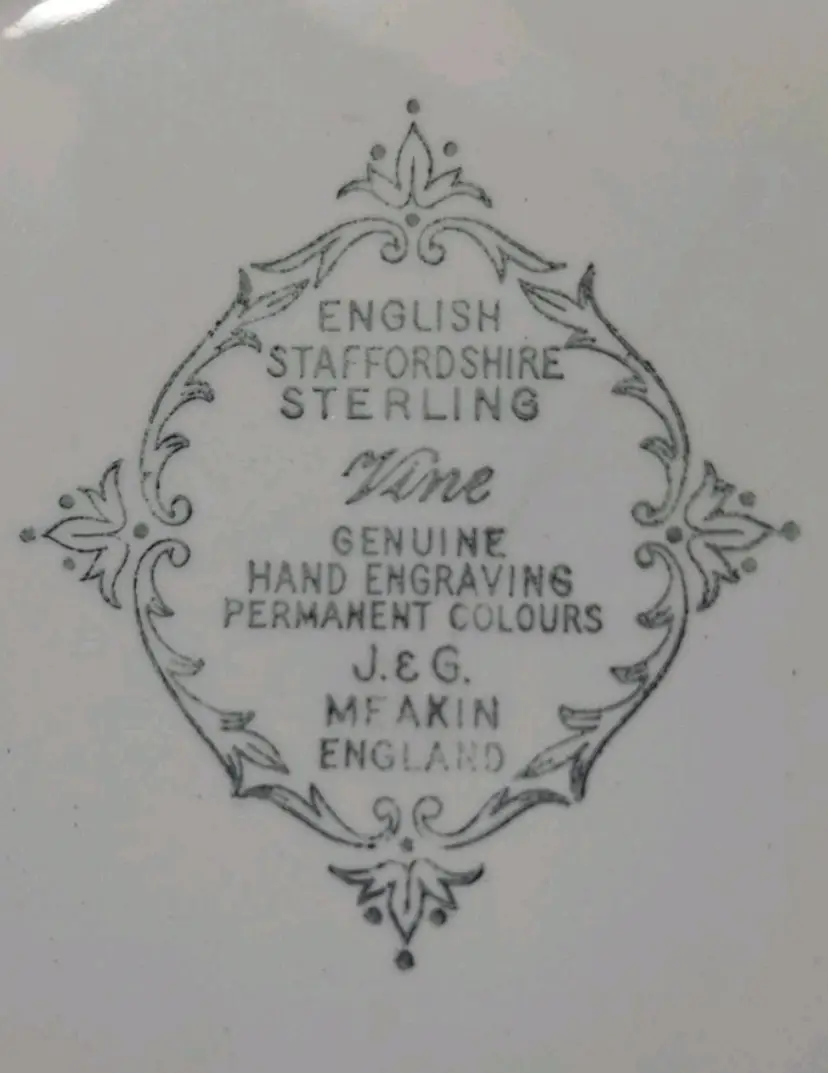 ENGLISH
STAFFORDSHIRE
STERLING
Vine
GENUINE
HAND ENGRAVING
PERMANENT COLOURS
J. & G.
MEAKIN
ENGLAND